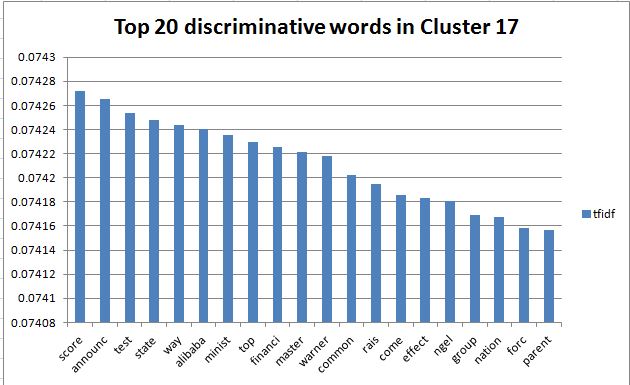 Top 20 discriminative words in Cluster 17
0.0743
0.07428
0.07426
0.07424
0.07422
0.0742
0.07418
0.07416
0.07414
0.07412
0.0741
0.07408
tfidf
score
announc
test
state
way
alibaba
minist
top
financi
master
warner
common
rais
come
effect
ngel
group
nation
forc
parent